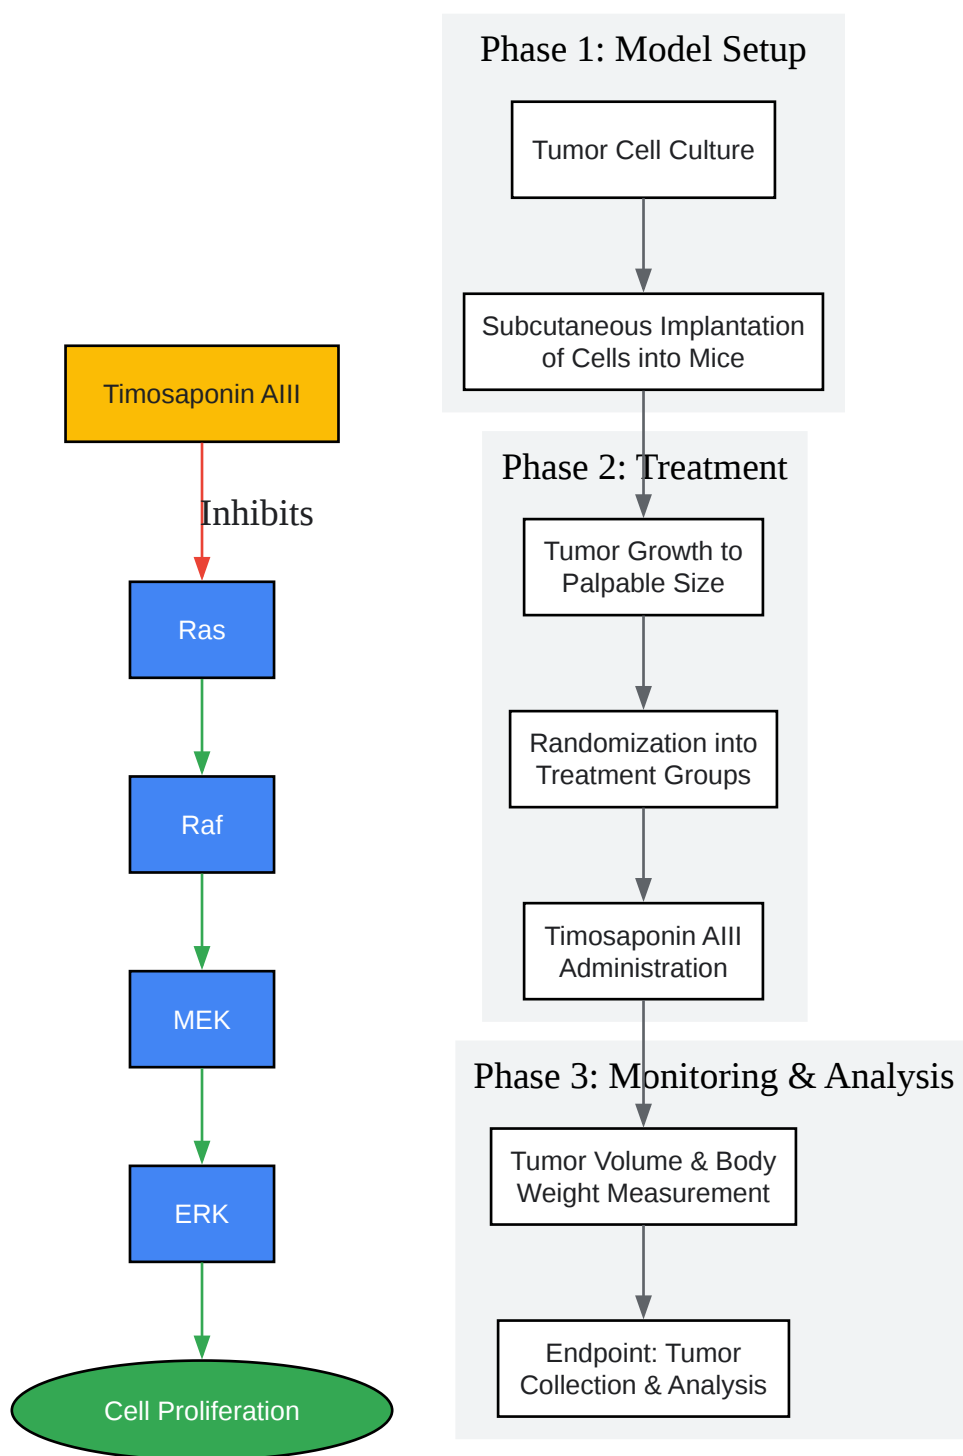 Timosaponin AIII
Inhibits
Ras
Raf
MEK
ERK
Cell Proliferation
Phase 1: Model Setup
Tumor Cell Culture
Subcutaneous Implantation
of Cells into Mice
Phase 2: Treatment
Tumor Growth to
Palpable Size
Randomization into
Treatment Groups
Timosaponin AIII
Administration
Phase 3: Monitoring & Analysis
Tumor Volume & Body
Weight Measurement
Endpoint: Tumor
Collection & Analysis